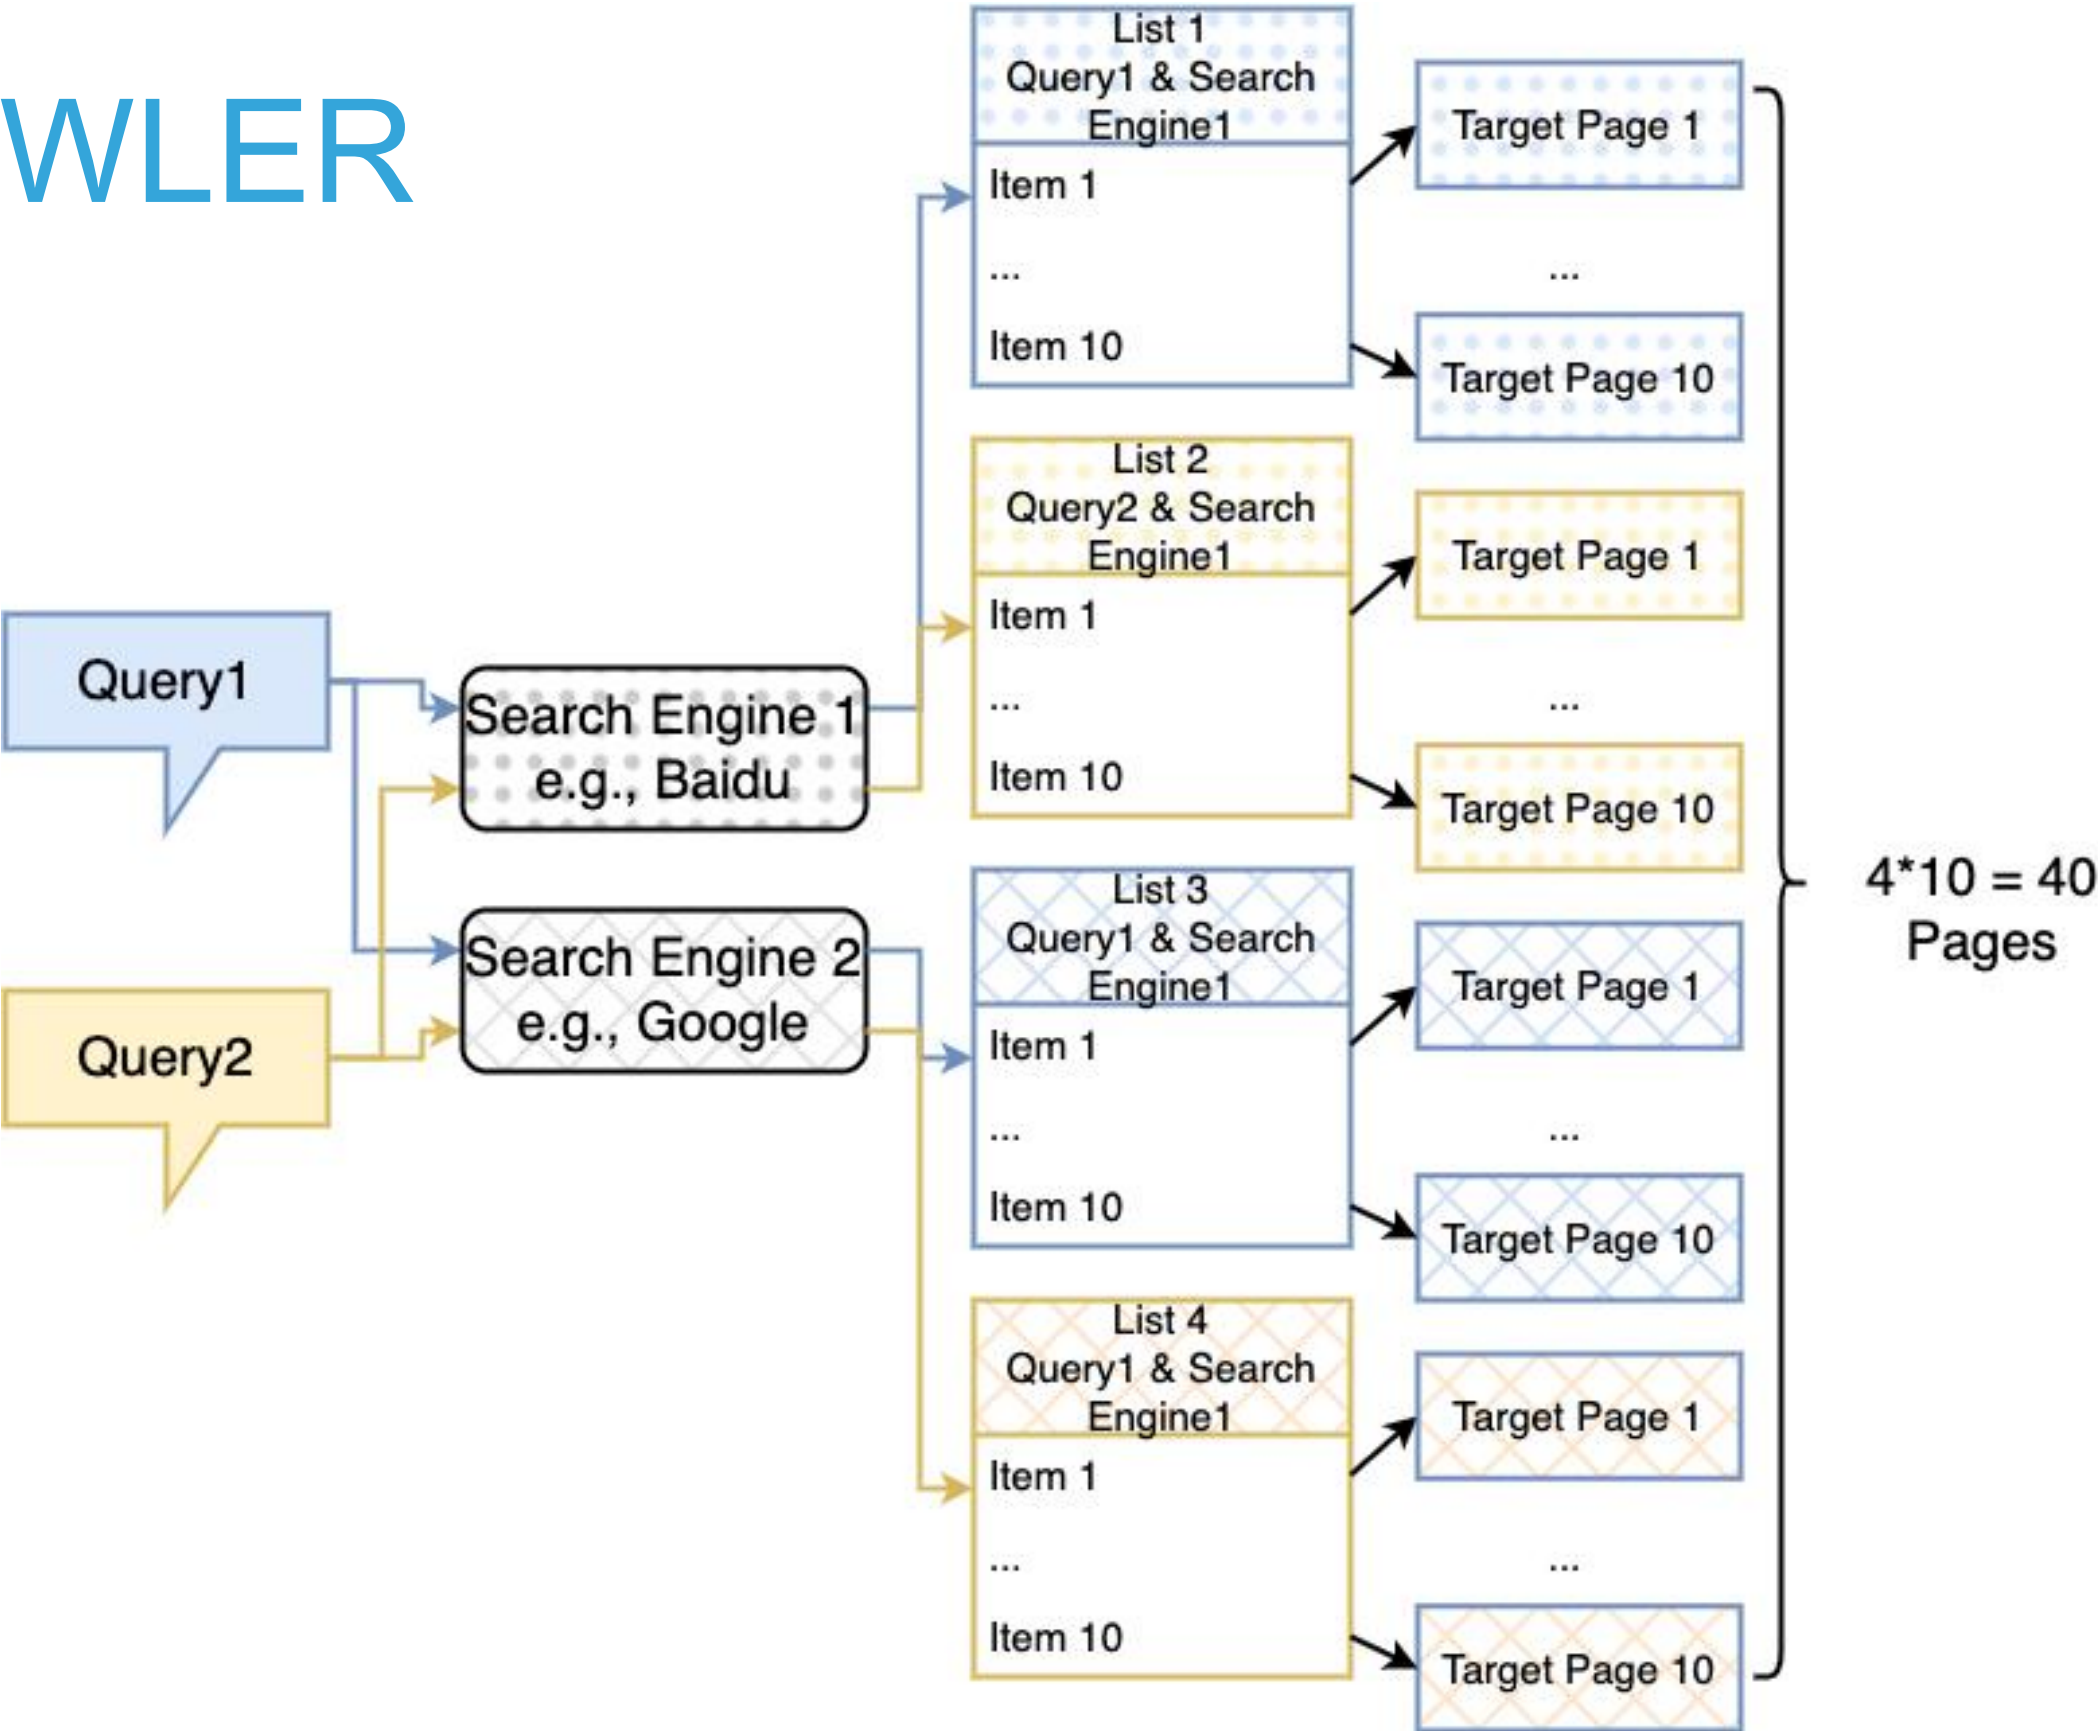 WLER
Query1
Query2
Search Engine 1
e.g., Baidu
Search Engine 2
e.g., Google
List 1
Query1 & Search
Engine1
Item 1
...
Item 10
Target Page 1
...
Target Page 10
List 2
Query2 & Search
Engine1
Item 1
...
Item 10
Target Page 1
...
Target Page 10
List 3
Query1 & Search
Engine1
Item 1
...
Item 10
Target Page 1
...
Target Page 10
List 4
Query1 & Search
Engine1
Item 1
...
Item 10
Target Page 1
...
Target Page 10
4*10 = 40
Pages